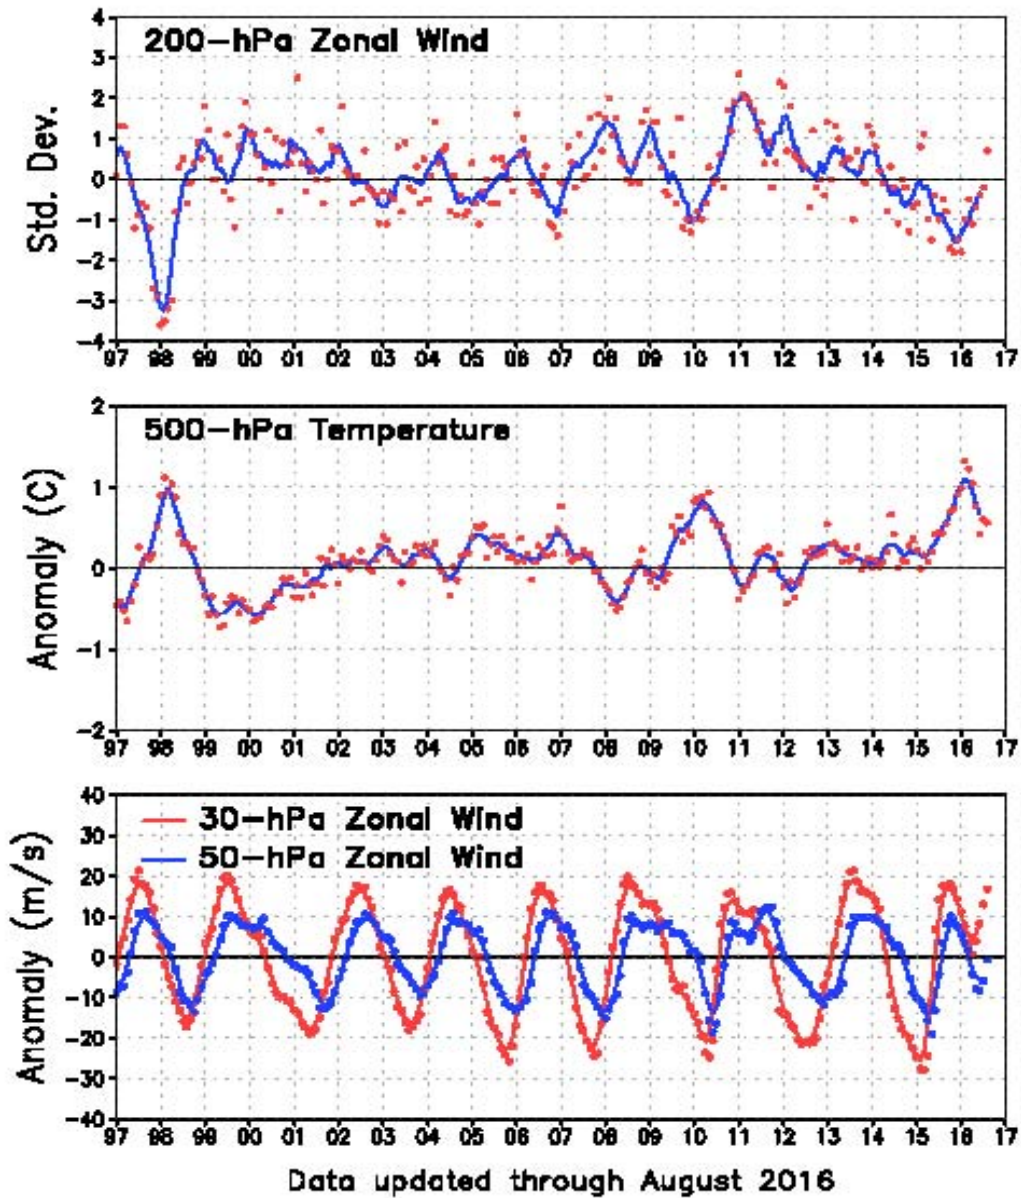 200-hPa Zonal Wind
Std. Dev.
4
3
2
1
0
-1
-2
-3
-4
97 98 99 00 01 02 03 04 05 06 07 08 09 10 11 12 13 14 15 16 17
500-hPa Temperature
Anomaly (C)
2
1
0
-1
-2
97 98 99 00 01 02 03 04 05 06 07 08 09 10 11 12 13 14 15 16 17
30-hPa Zonal Wind
50-hPa Zonal Wind
Anomaly (m/s)
40
30
20
10
0
-10
-20
-30
-40
97 98 99 00 01 02 03 04 05 06 07 08 09 10 11 12 13 14 15 16 17
Data updated through August 2016